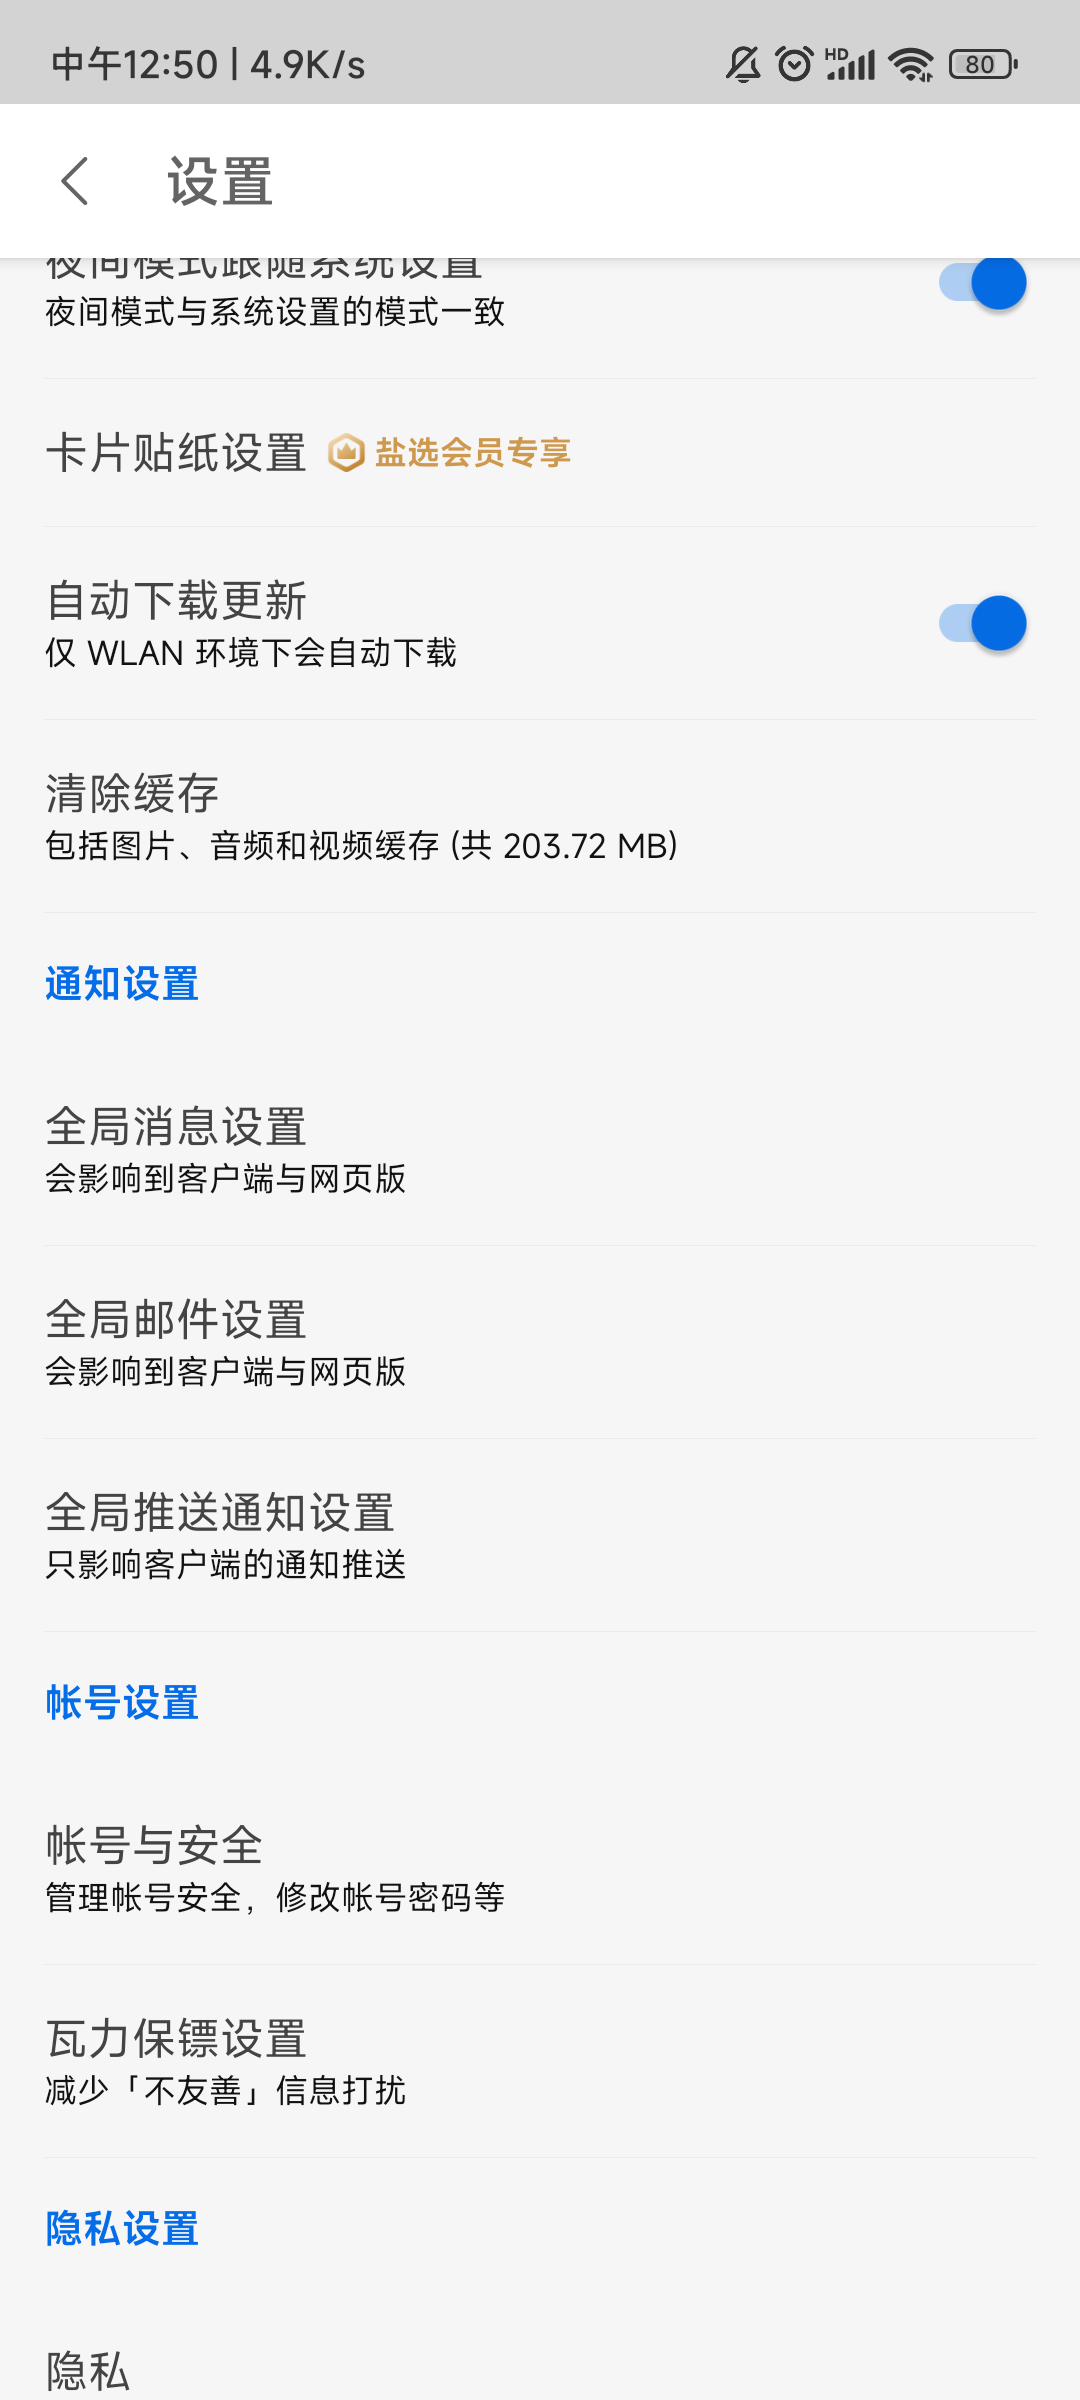 中午12:50 | 4.9K/s
HD
80
设置
夜间模式跟随系统设置
夜间模式与系统设置的模式一致
卡片贴纸设置 盐选会员专享
自动下载更新
仅 WLAN 环境下会自动下载
清除缓存
包括图片、音频和视频缓存 (共 203.72 MB)
通知设置
全局消息设置
会影响到客户端与网页版
全局邮件设置
会影响到客户端与网页版
全局推送通知设置
只影响客户端的通知推送
帐号设置
帐号与安全
管理帐号安全，修改帐号密码等
瓦力保镖设置
减少「不友善」信息打扰
隐私设置
隐私